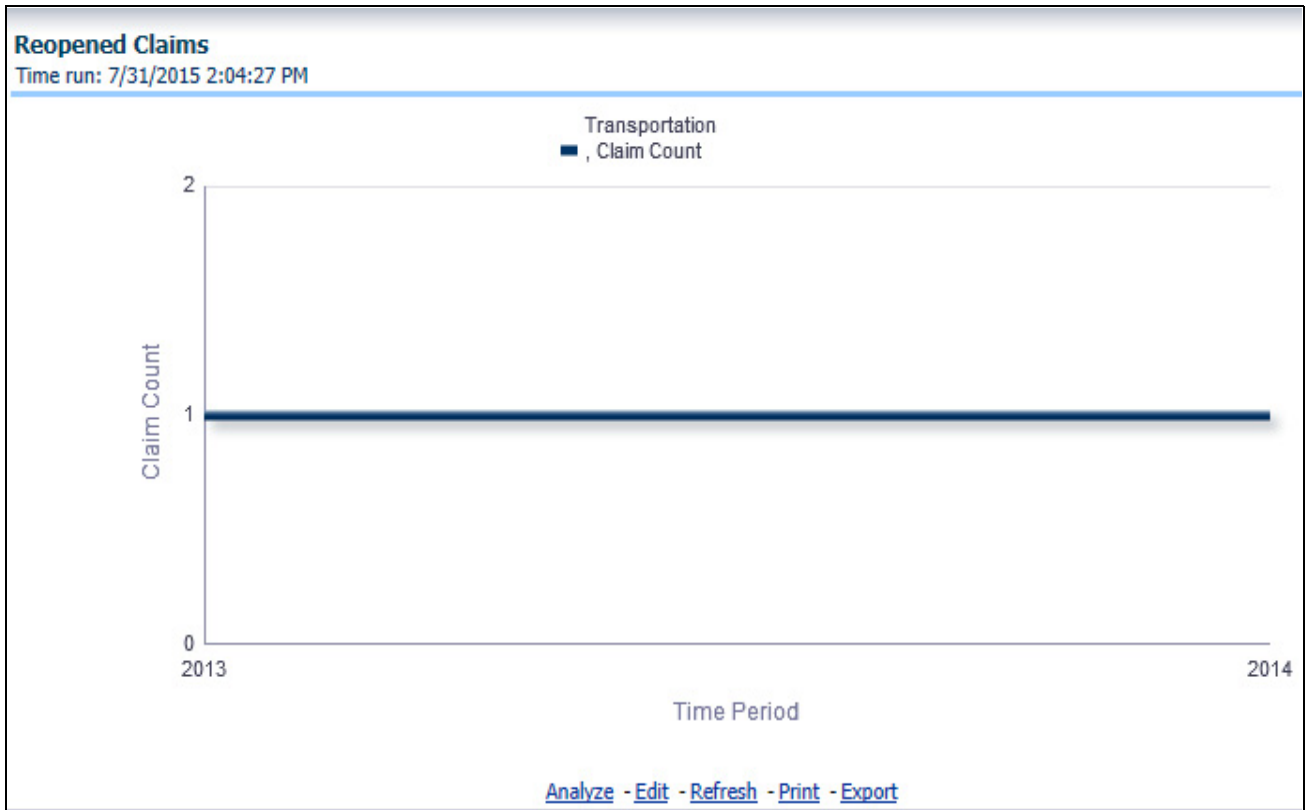 Reopened Claims
Time run: 7/31/2015 2:04:27 PM
Transportation
, Claim Count
2
Claim Count
1
0
2013
2014
Time Period
Analyze - Edit - Refresh - Print - Export